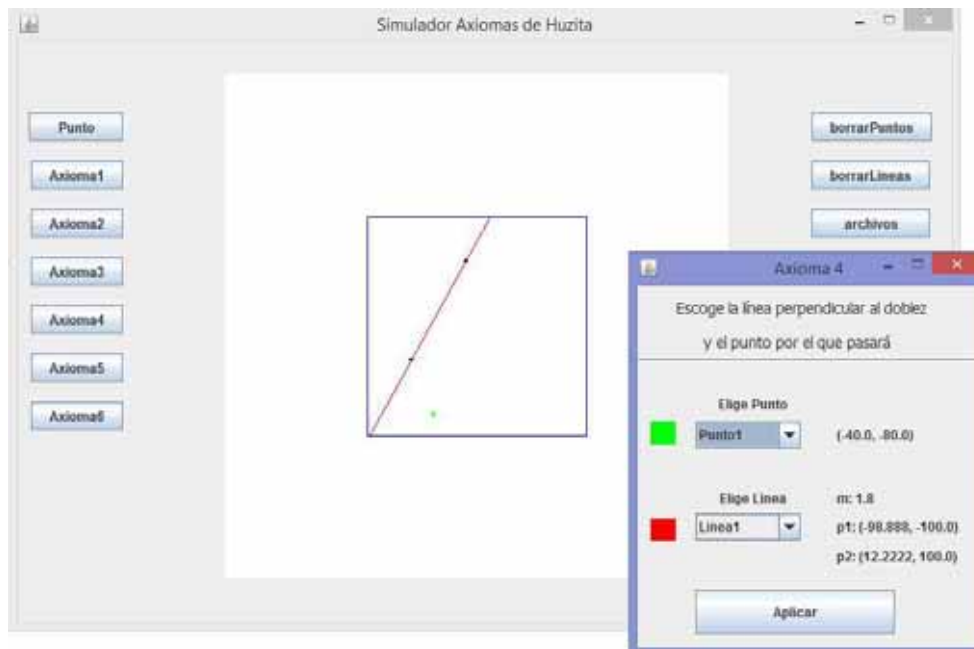 Simulador Axiomas de Huzita
Punto
Axioma1
Axioma2
Axioma3
Axioma4
Axioma5
Axioma6
borrarPuntos
borrarLineas
archivos
Axioma 4
Escoge la línea perpendicular al doblez
y el punto por el que pasará
Elige Punto
Punto1
(-40.0, -80.0)
Elige Linea
m: 1.8
Linea1
p1: (-98.888, -100.0)
p2: (12.2222, 100.0)
Aplicar